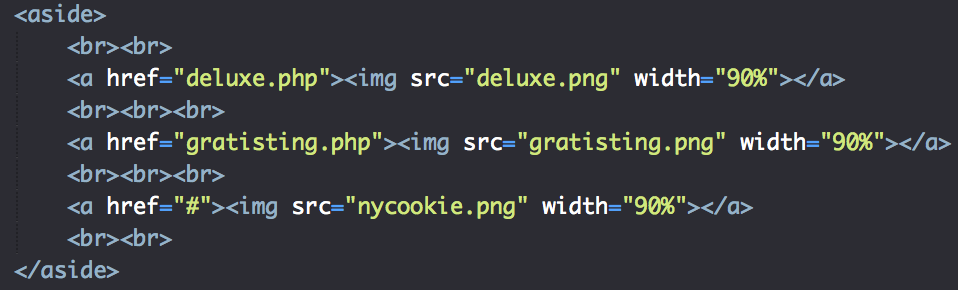 <aside>
<br><br>
<a href="deluxe.php"><img src="deluxe.png" width="90%"></a>
<br><br><br>
<a href="gratisting.php"><img src="gratisting.png" width="90%"></a>
<br><br><br>
<a href="#"><img src="nycookie.png" width="90%"></a>
<br><br>
</aside>